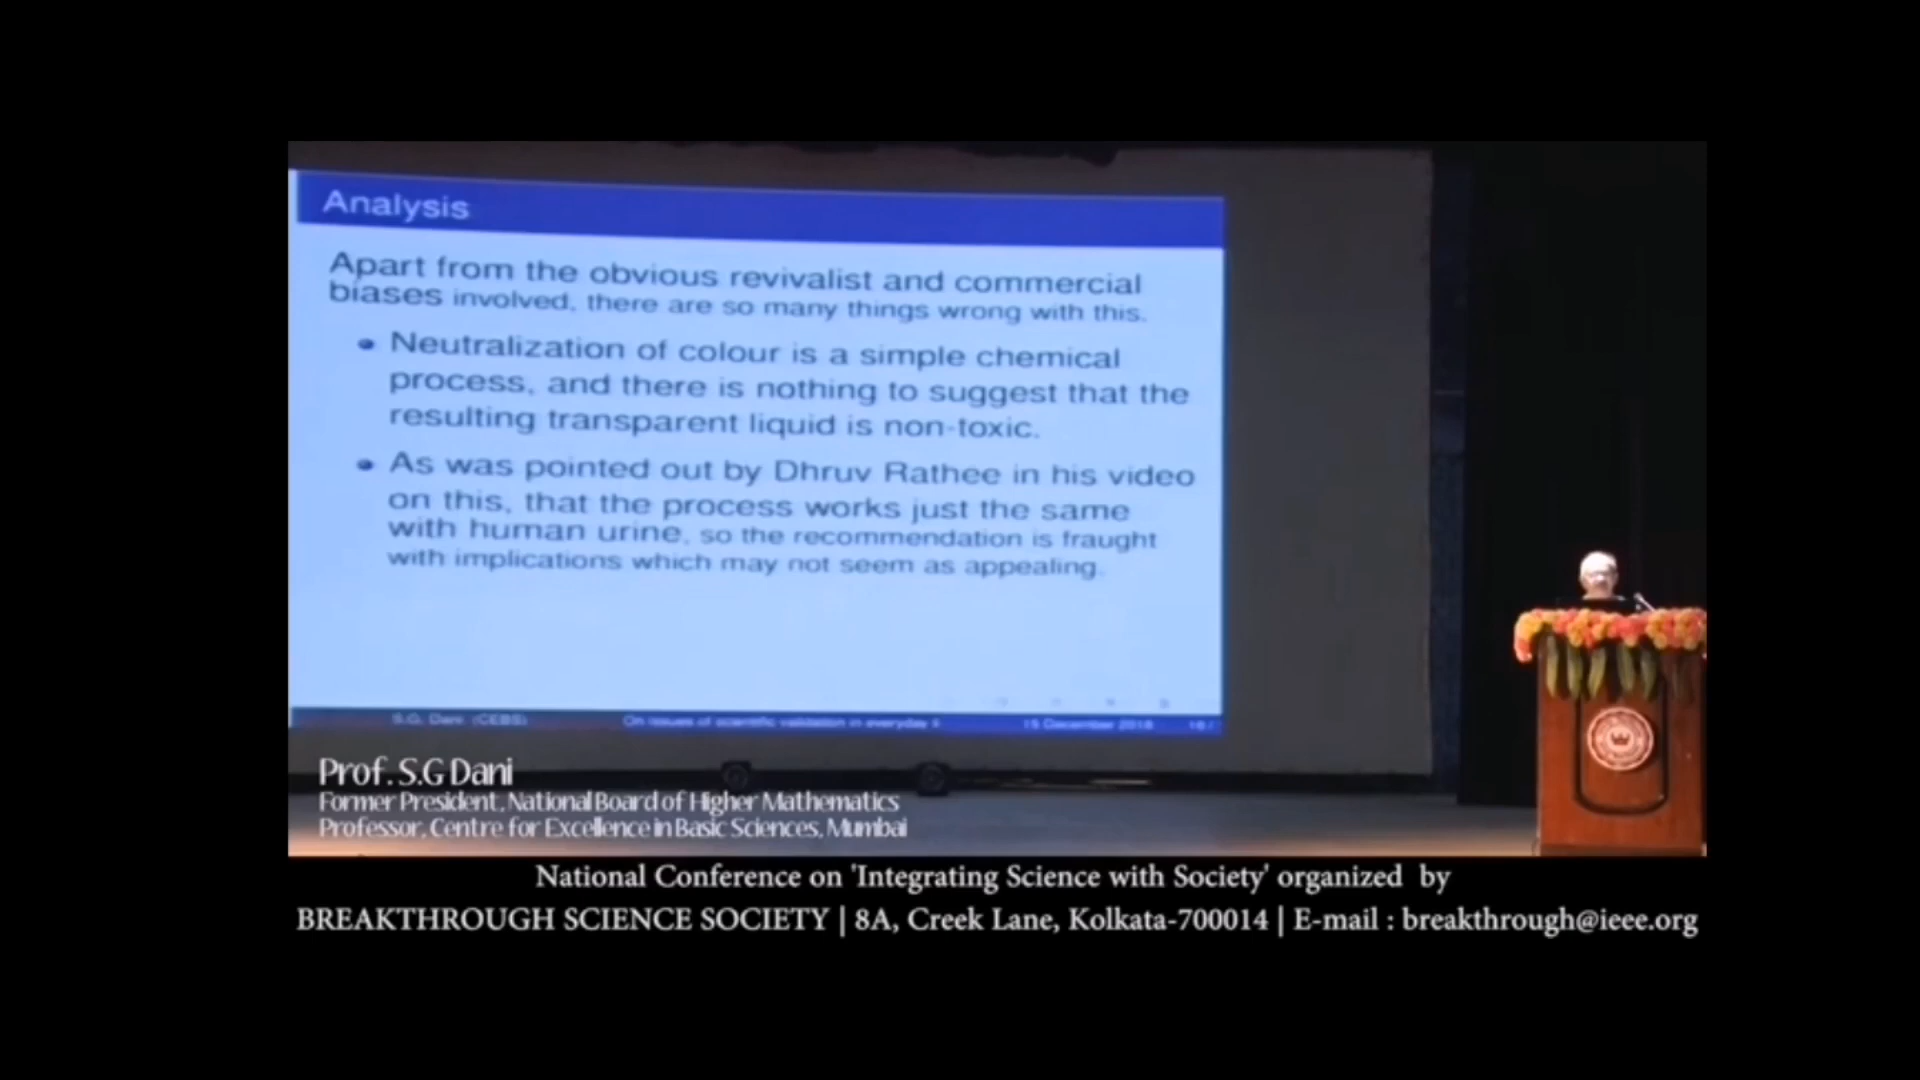 Analysis
Apart from the obvious revivalist and commercial
biases involved, there are so many things wrong with this.
Neutralization of colour is a simple chemical
process, and there is nothing to suggest that the
resulting transparent liquid is non-toxic.
As was pointed out by Dhruv Rathee in his video
on this, that the process works just the same
with human urine, so the recommendation is fraught
with implications which may not seem as appealing.
S.G. Dani (CEBS) On issues of scientific validation in everyday li 15 December 2018
Prof. S.G Dani
Former President, National Board of Higher Mathematics
Professor, Centre for Excellence in Basic Sciences, Mumbai
National Conference on 'Integrating Science with Society' organized by
BREAKTHROUGH SCIENCE SOCIETY | 8A, Creek Lane, Kolkata-700014 | E-mail : breakthrough@ieee.org